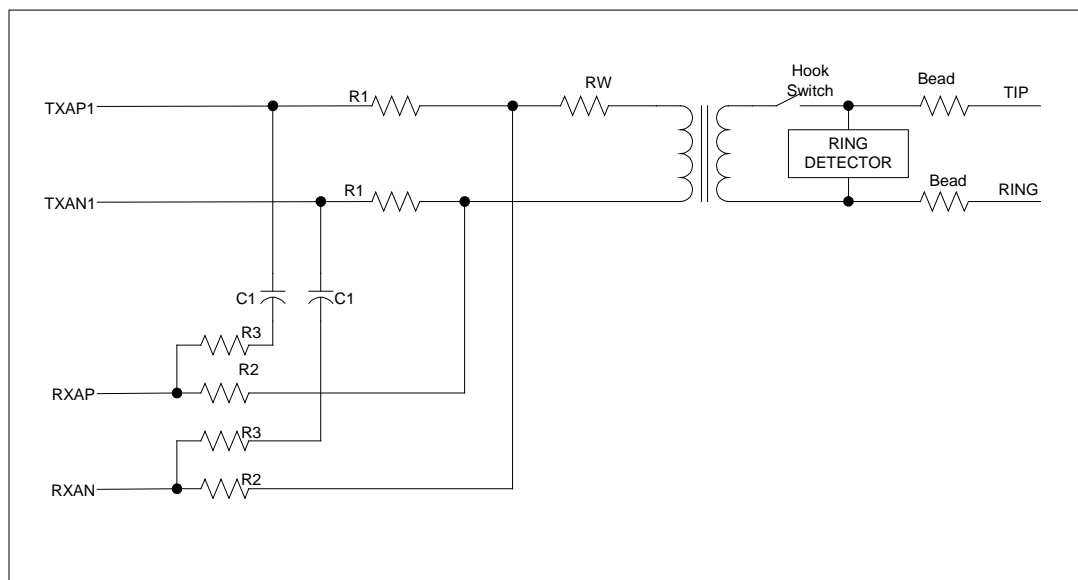 Hook
Switch
Bead
RW
R1
TIP
TXAP1
RING
DETECTOR
Bead
R1
RING
TXAN1
C1
C1
R3
R2
RXAP
R3
R2
RXAN